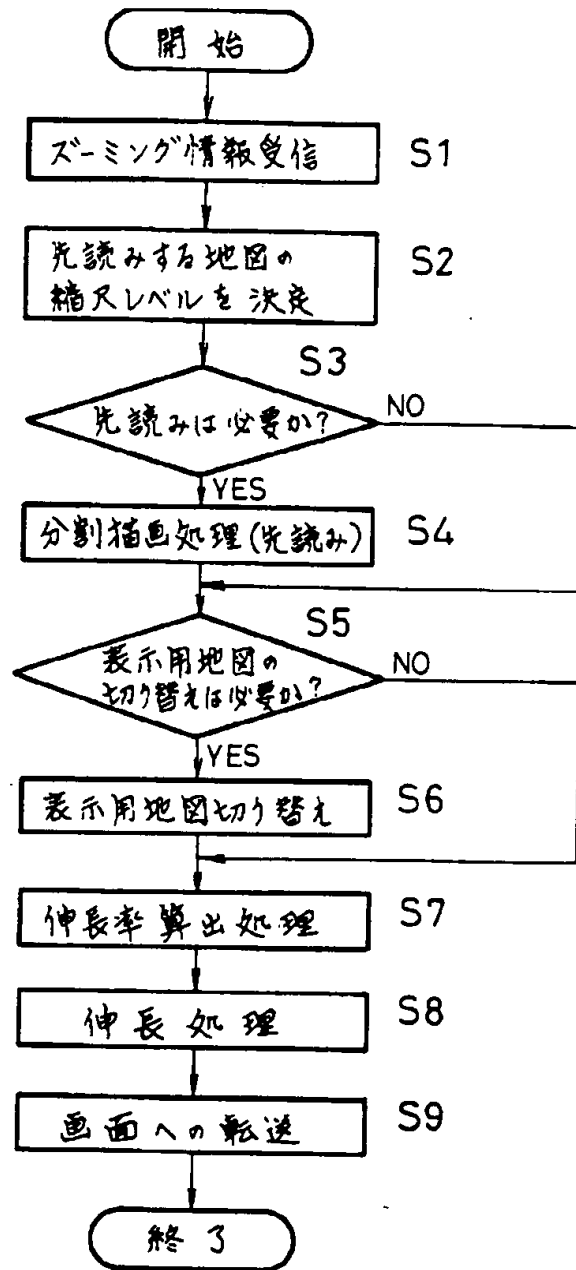 開始
ズーミング情報受信
S1
先読みする地図の
縮尺レベルを決定
S2
S3
先読みは必要か?
NO
YES
分割描画処理(先読み)
S4
S5
表示用地図の
切り替えは必要か?
NO
YES
表示用地図切り替え
S6
伸長率算出処理
S7
伸長処理
S8
画面への転送
S9
終了